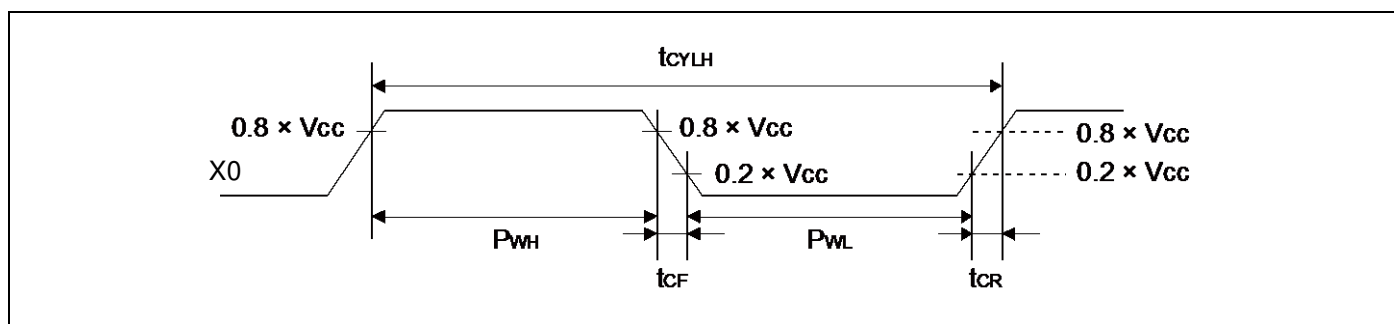 tCYLH
0.8 × VCC
0.8 × VCC
0.8 × VCC
X0
0.2 × VCC
0.2 × VCC
PWH
PWL
tCF
tCR